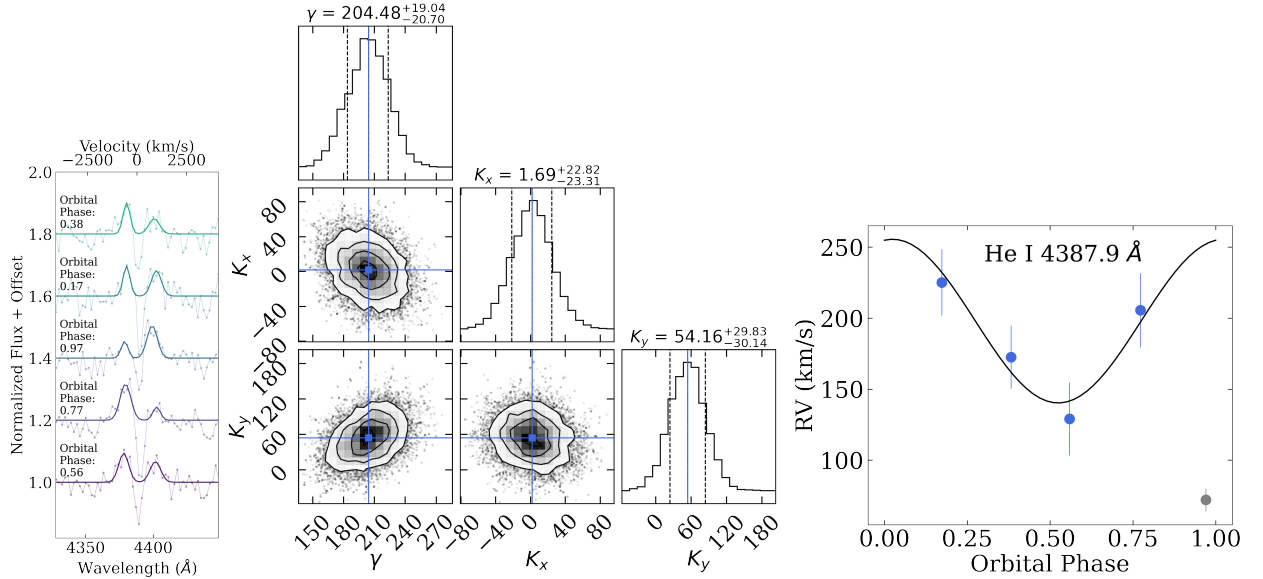 γ = 204.48+19.04−20.70
Velocity (km/s)
−2500 0 2500
2.0
1.8
1.6
1.4
1.2
1.0
Normalized Flux + Offset
Orbital
Phase:
0.38
Orbital
Phase:
0.17
Orbital
Phase:
0.97
Orbital
Phase:
0.77
Orbital
Phase:
0.56
4350 4400
Wavelength (Å)
Kx = 1.69+22.82−23.31
80
40
0
−40
−80
Kx
Ky = 54.16+29.83−30.14
180
120
60
0
Ky
150 180 210 240 270
γ
−80 −40 0 40 80
Kx
0 60 120 180
Ky
He I 4387.9 Å
250
200
150
100
RV (km/s)
0.00 0.25 0.50 0.75 1.00
Orbital Phase